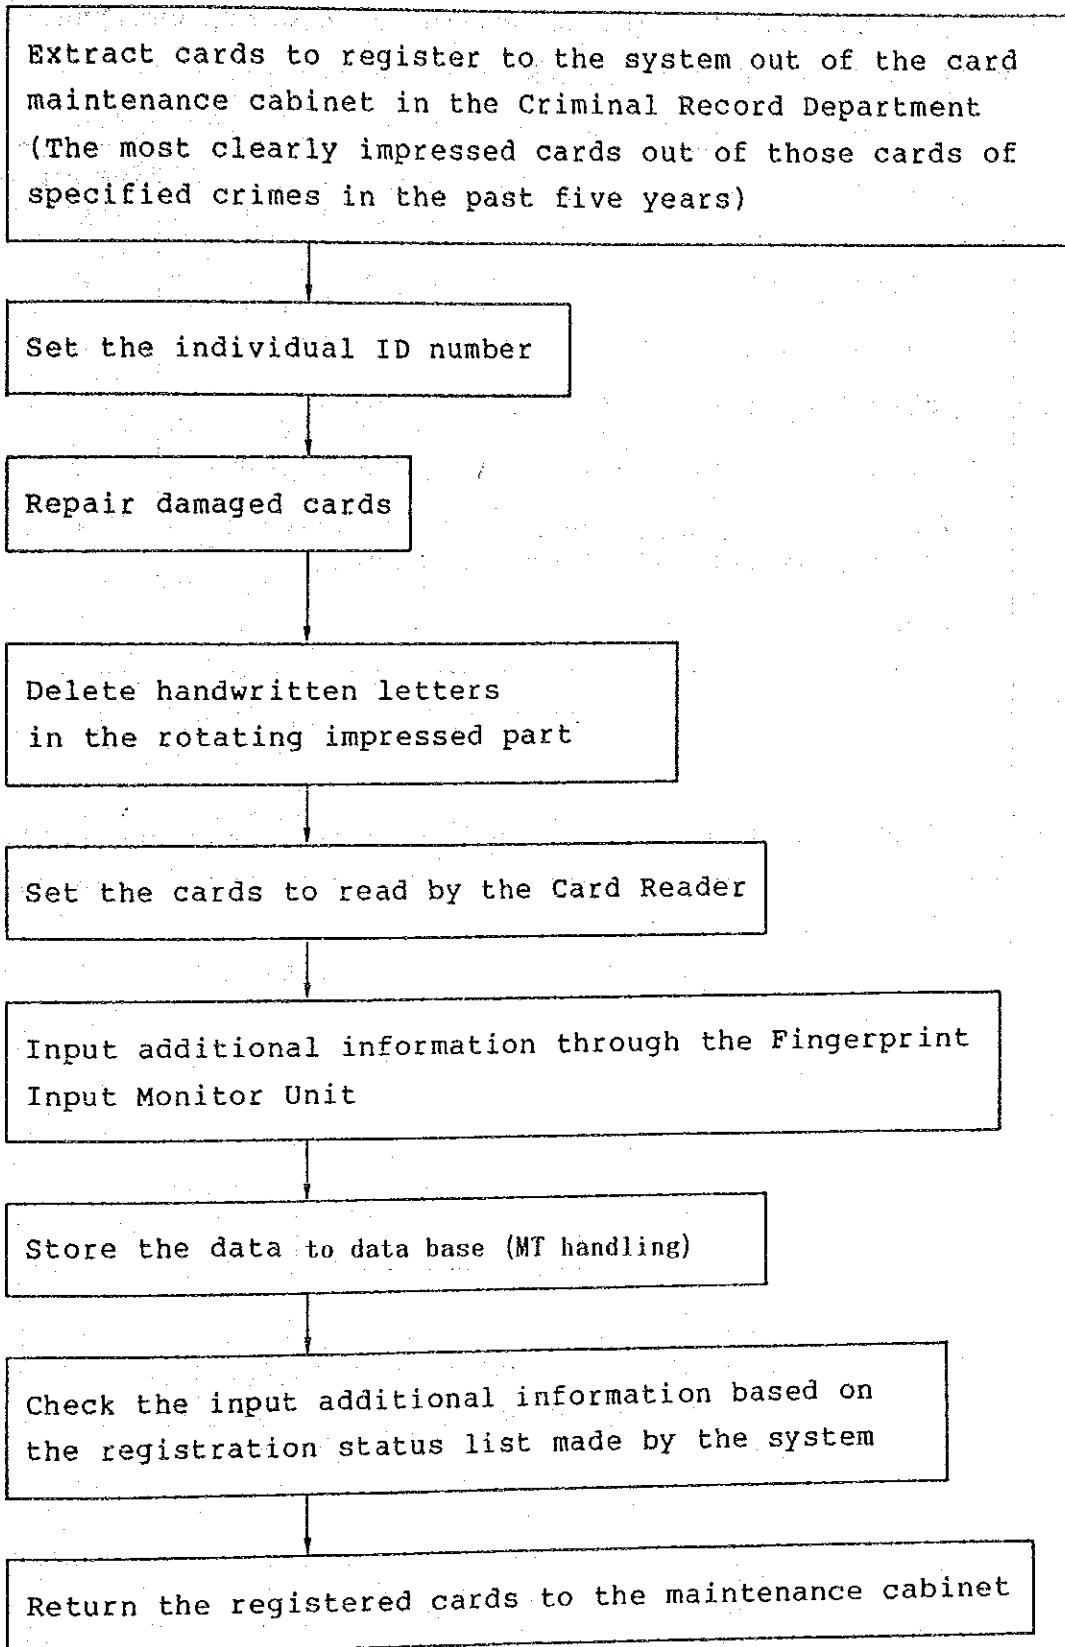 Extract cards to register to the system out of the card
maintenance cabinet in the Criminal Record Department
(The most clearly impressed cards out of those cards of
specified crimes in the past five years)
Set the individual ID number
Repair damaged cards
Delete handwritten letters
in the rotating impressed part
Set the cards to read by the Card Reader
Input additional information through the Fingerprint
Input Monitor Unit
Store the data to data base (MT handling)
Check the input additional information based on
the registration status list made by the system
Return the registered cards to the maintenance cabinet